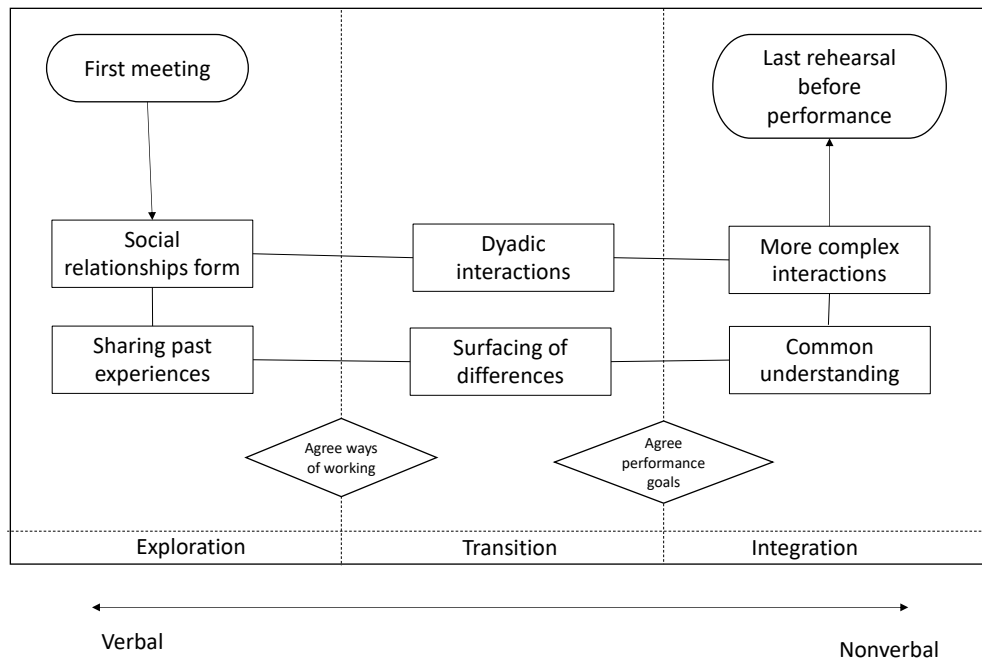 First meeting
Last rehearsal
before
performance
Social
relationships form
Dyadic
interactions
More complex
interactions
Sharing past
experiences
Surfacing of
differences
Common
understanding
Agree ways
of working
Agree
performance
goals
Exploration
Transition
Integration
Verbal
Nonverbal